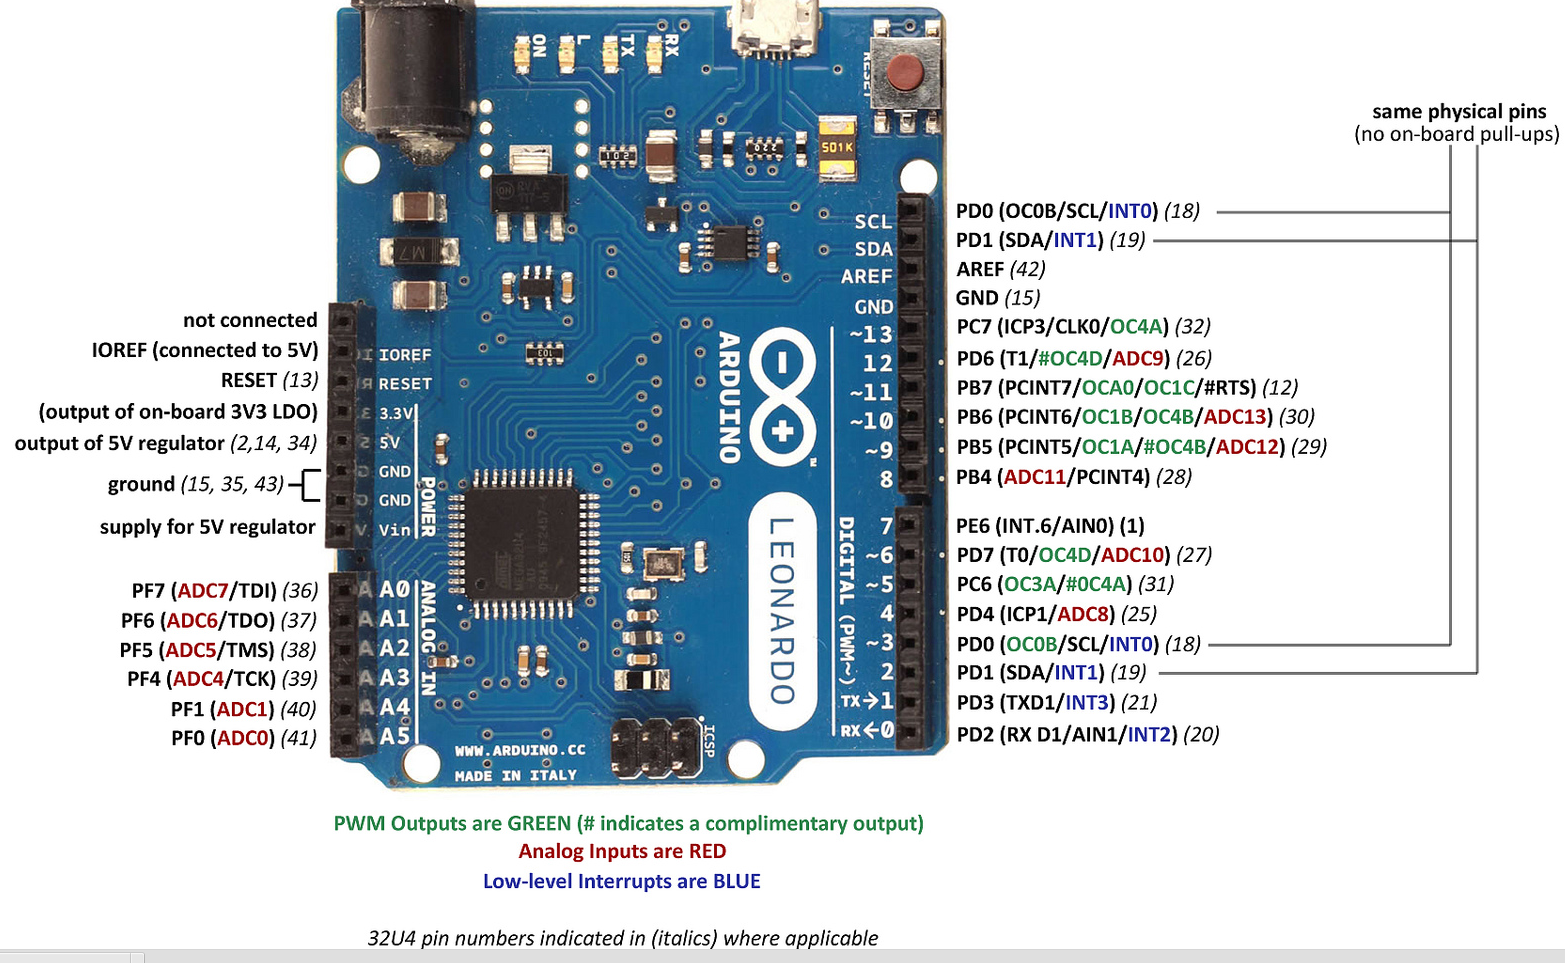 ON
L
TX
RX
RESET
same physical pins
(no on-board pull-ups)
102
220
501K
M7
103
SCL
SDA
AREF
GND
~13
12
~11
~10
~9
8
7
~6
~5
4
~3
2
TX→1
RX←0
PD0 (OC0B/SCL/INT0) (18)
PD1 (SDA/INT1) (19)
AREF (42)
GND (15)
PC7 (ICP3/CLK0/OC4A) (32)
PD6 (T1/#OC4D/ADC9) (26)
PB7 (PCINT7/OCA0/OC1C/#RTS) (12)
PB6 (PCINT6/OC1B/OC4B/ADC13) (30)
PB5 (PCINT5/OC1A/#OC4B/ADC12) (29)
PB4 (ADC11/PCINT4) (28)
PE6 (INT.6/AIN0) (1)
PD7 (T0/OC4D/ADC10) (27)
PC6 (OC3A/#0C4A) (31)
PD4 (ICP1/ADC8) (25)
PD0 (OC0B/SCL/INT0) (18)
PD1 (SDA/INT1) (19)
PD3 (TXD1/INT3) (21)
PD2 (RX D1/AIN1/INT2) (20)
not connected
IOREF (connected to 5V)
RESET (13)
(output of on-board 3V3 LDO)
output of 5V regulator (2,14, 34)
ground (15, 35, 43)
supply for 5V regulator
PF7 (ADC7/TDI) (36)
PF6 (ADC6/TDO) (37)
PF5 (ADC5/TMS) (38)
PF4 (ADC4/TCK) (39)
PF1 (ADC1) (40)
PF0 (ADC0) (41)
IOREF
RESET
3.3V
5V
GND
GND
Vin
POWER
A0
A1
A2
A3
A4
A5
ANALOG IN
ARDUINO
LEONARDO
DIGITAL (PWM~)
ICSP
WWW.ARDUINO.CC
MADE IN ITALY
PWM Outputs are GREEN (# indicates a complimentary output)
Analog Inputs are RED
Low-level Interrupts are BLUE
32U4 pin numbers indicated in (italics) where applicable